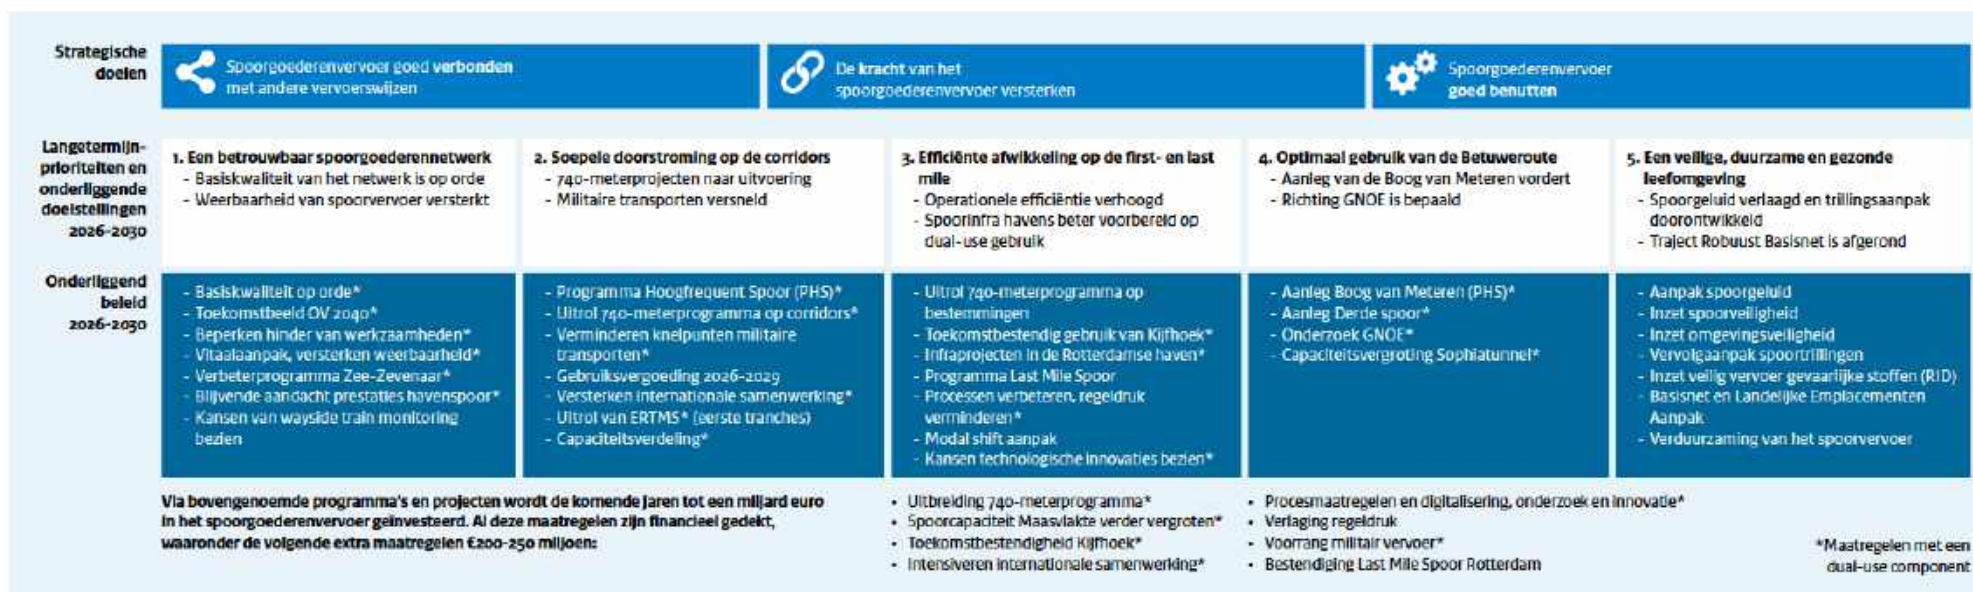 Strategische
doelen
Spoorgoederenvervoer goed verbonden
met andere vervoerswijzen
De kracht van het
spoorgoederenvervoer versterken
Spoorgoederenvervoer
goed benutten
Langetermijn-
prioriteiten en
onderliggende
doelstellingen
2026-2030
1. Een betrouwbaar spoorgoederennetwerk
- Basiskwaliteit van het netwerk is op orde
- Weerbaarheid van spoorvervoer versterkt
2. Soepele doorstroming op de corridors
- 740-meterprojecten naar uitvoering
- Militaire transporten versneld
3. Efficiënte afwikkeling op de first- en last
mile
- Operationele efficiëntie verhoogd
- Spoorinfra havens beter voorbereid op
dual-use gebruik
4. Optimaal gebruik van de Betuweroute
- Aanleg van de Boog van Meteren vordert
- Richting GNOE is bepaald
5. Een veilige, duurzame en gezonde
leefomgeving
- Spoorgeluid verlaagd en trillingsaanpak
doorontwikkeld
- Traject Robuust Basisnet is afgerond
Onderliggend
beleid
2026-2030
- Basiskwaliteit op orde*
- Toekomstbeeld OV 2040*
- Beperken hinder van werkzaamheden*
- Vitaalaanpak, versterken weerbaarheid*
- Verbeterprogramma Zee-Zevenaar*
- Blijvende aandacht prestaties havenspoor*
- Kansen van wayside train monitoring
bezien
- Programma Hoogfrequent Spoor (PHS)*
- Uitrol 740-meterprogramma op corridors*
- Verminderen knelpunten militaire
transporten*
- Gebruiksvergoeding 2026-2029
- Versterken internationale samenwerking*
- Uitrol van ERTMS* (eerste tranches)
- Capaciteitsverdeling*
- Uitrol 740-meterprogramma op
bestemmingen
- Toekomstbestendig gebruik van Kijfhoek*
- Infraprojecten in de Rotterdamse haven*
- Programma Last Mile Spoor
- Processen verbeteren, regeldruk
verminderen*
- Modal shift aanpak
- Kansen technologische innovaties bezien*
- Aanleg Boog van Meteren (PHS)*
- Aanleg Derde spoor*
- Onderzoek GNOE*
- Capaciteitsvergroting Sophiatunnel*
- Aanpak spoorgeluid
- Inzet spoorveiligheid
- Inzet omgevingsveiligheid
- Vervolgaanpak spoortrillingen
- Inzet veilig vervoer gevaarlijke stoffen (RID)
- Basisnet en Landelijke Emplacementen
Aanpak
- Verduurzaming van het spoorvervoer
Via bovengenoemde programma's en projecten wordt de komende jaren tot een miljard euro
in het spoorgoederenvervoer geïnvesteerd. Al deze maatregelen zijn financieel gedekt,
waaronder de volgende extra maatregelen €200-250 miljoen:
• Uitbreiding 740-meterprogramma*
• Spoorcapaciteit Maasvlakte verder vergroten*
• Toekomstbestendigheid Kijfhoek*
• Intensiveren internationale samenwerking*
• Procesmaatregelen en digitalisering, onderzoek en innovatie*
• Verlaging regeldruk
• Voorrang militair vervoer*
• Bestendiging Last Mile Spoor Rotterdam
*Maatregelen met een
dual-use component